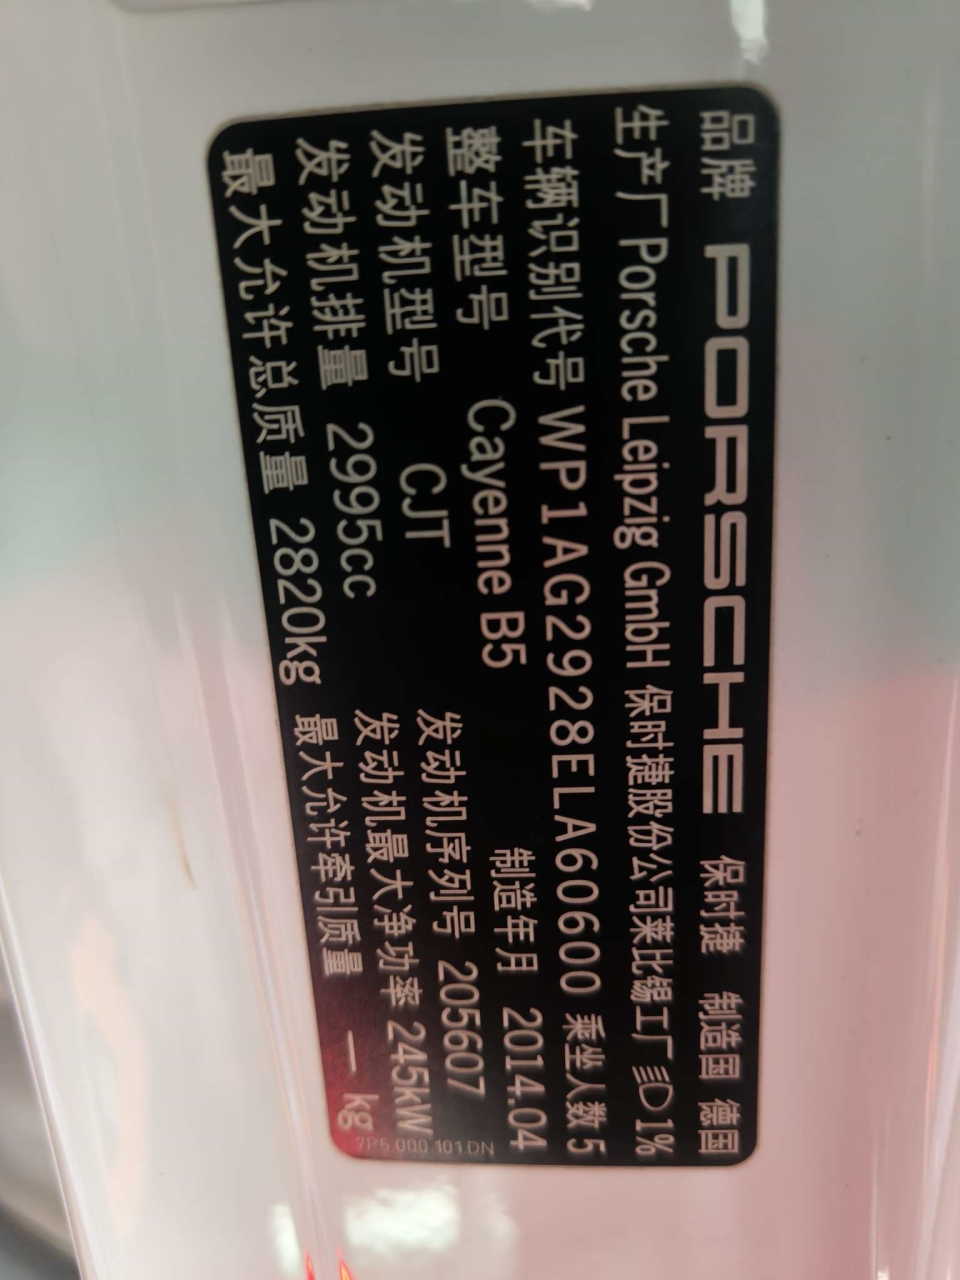 品牌 PORSCHE 保时捷 制造国 德国
生产厂 Porsche Leipzig GmbH 保时捷股份公司莱比锡工厂 1%
车辆识别代号 WP1AG2928ELA60600 乘坐人数 5
整车型号 Cayenne B5 制造年月 2014.04
发动机型号 CJT 发动机序列号 205607
发动机排量 2995cc 发动机最大净功率 245kW
最大允许总质量 2820kg 最大允许牵引质量 — kg
7P5.000 101.DN